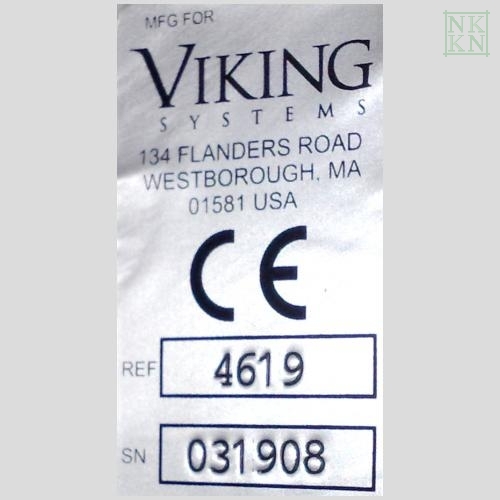 MFG FOR
VIKING
SYSTEMS
134 FLANDERS ROAD
WESTBOROUGH, MA
01581 USA
CE
REF 4619
SN 031908
NK
KN